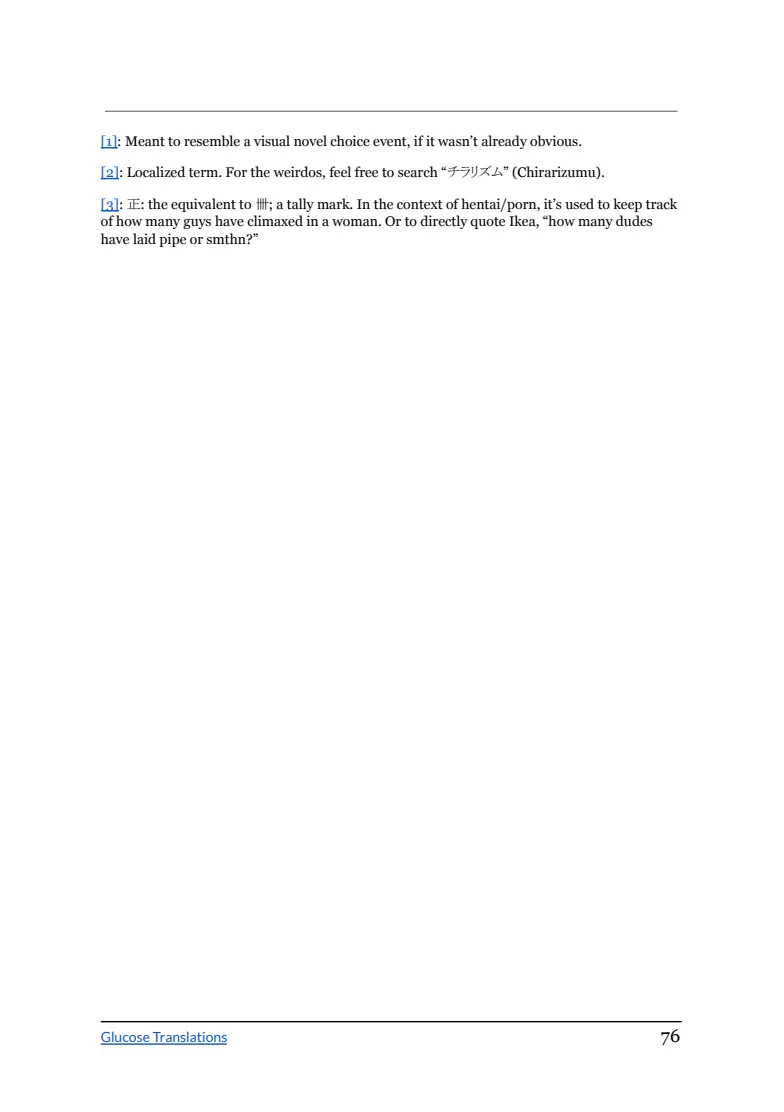 [1]: Meant to resemble a visual novel choice event, if it wasn’t already obvious.
[2]: Localized term. For the weirdos, feel free to search “チラリズム” (Chirarizumu).
[3]: 正: the equivalent to 卌; a tally mark. In the context of hentai/porn, it’s used to keep track
of how many guys have climaxed in a woman. Or to directly quote Ikea, “how many dudes
have laid pipe or smthn?”
Glucose Translations
76